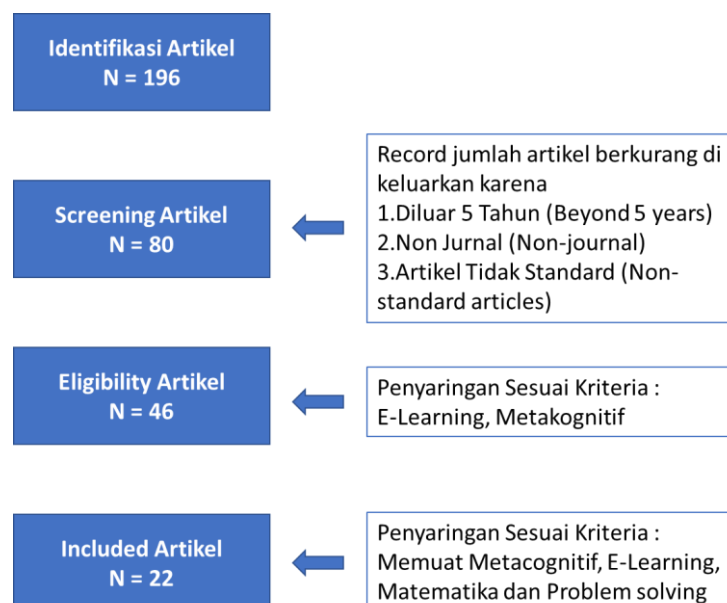 Identifikasi Artikel
N = 196
Record jumlah artikel berkurang di
keluarkan karena
1.Diluar 5 Tahun (Beyond 5 years)
2.Non Jurnal (Non-journal)
3.Artikel Tidak Standard (Non-
standard articles)
Screening Artikel
N = 80
Eligibility Artikel
N = 46
Penyaringan Sesuai Kriteria :
E-Learning, Metakognitif
Included Artikel
N = 22
Penyaringan Sesuai Kriteria :
Memuat Metacognitif, E-Learning,
Matematika dan Problem solving